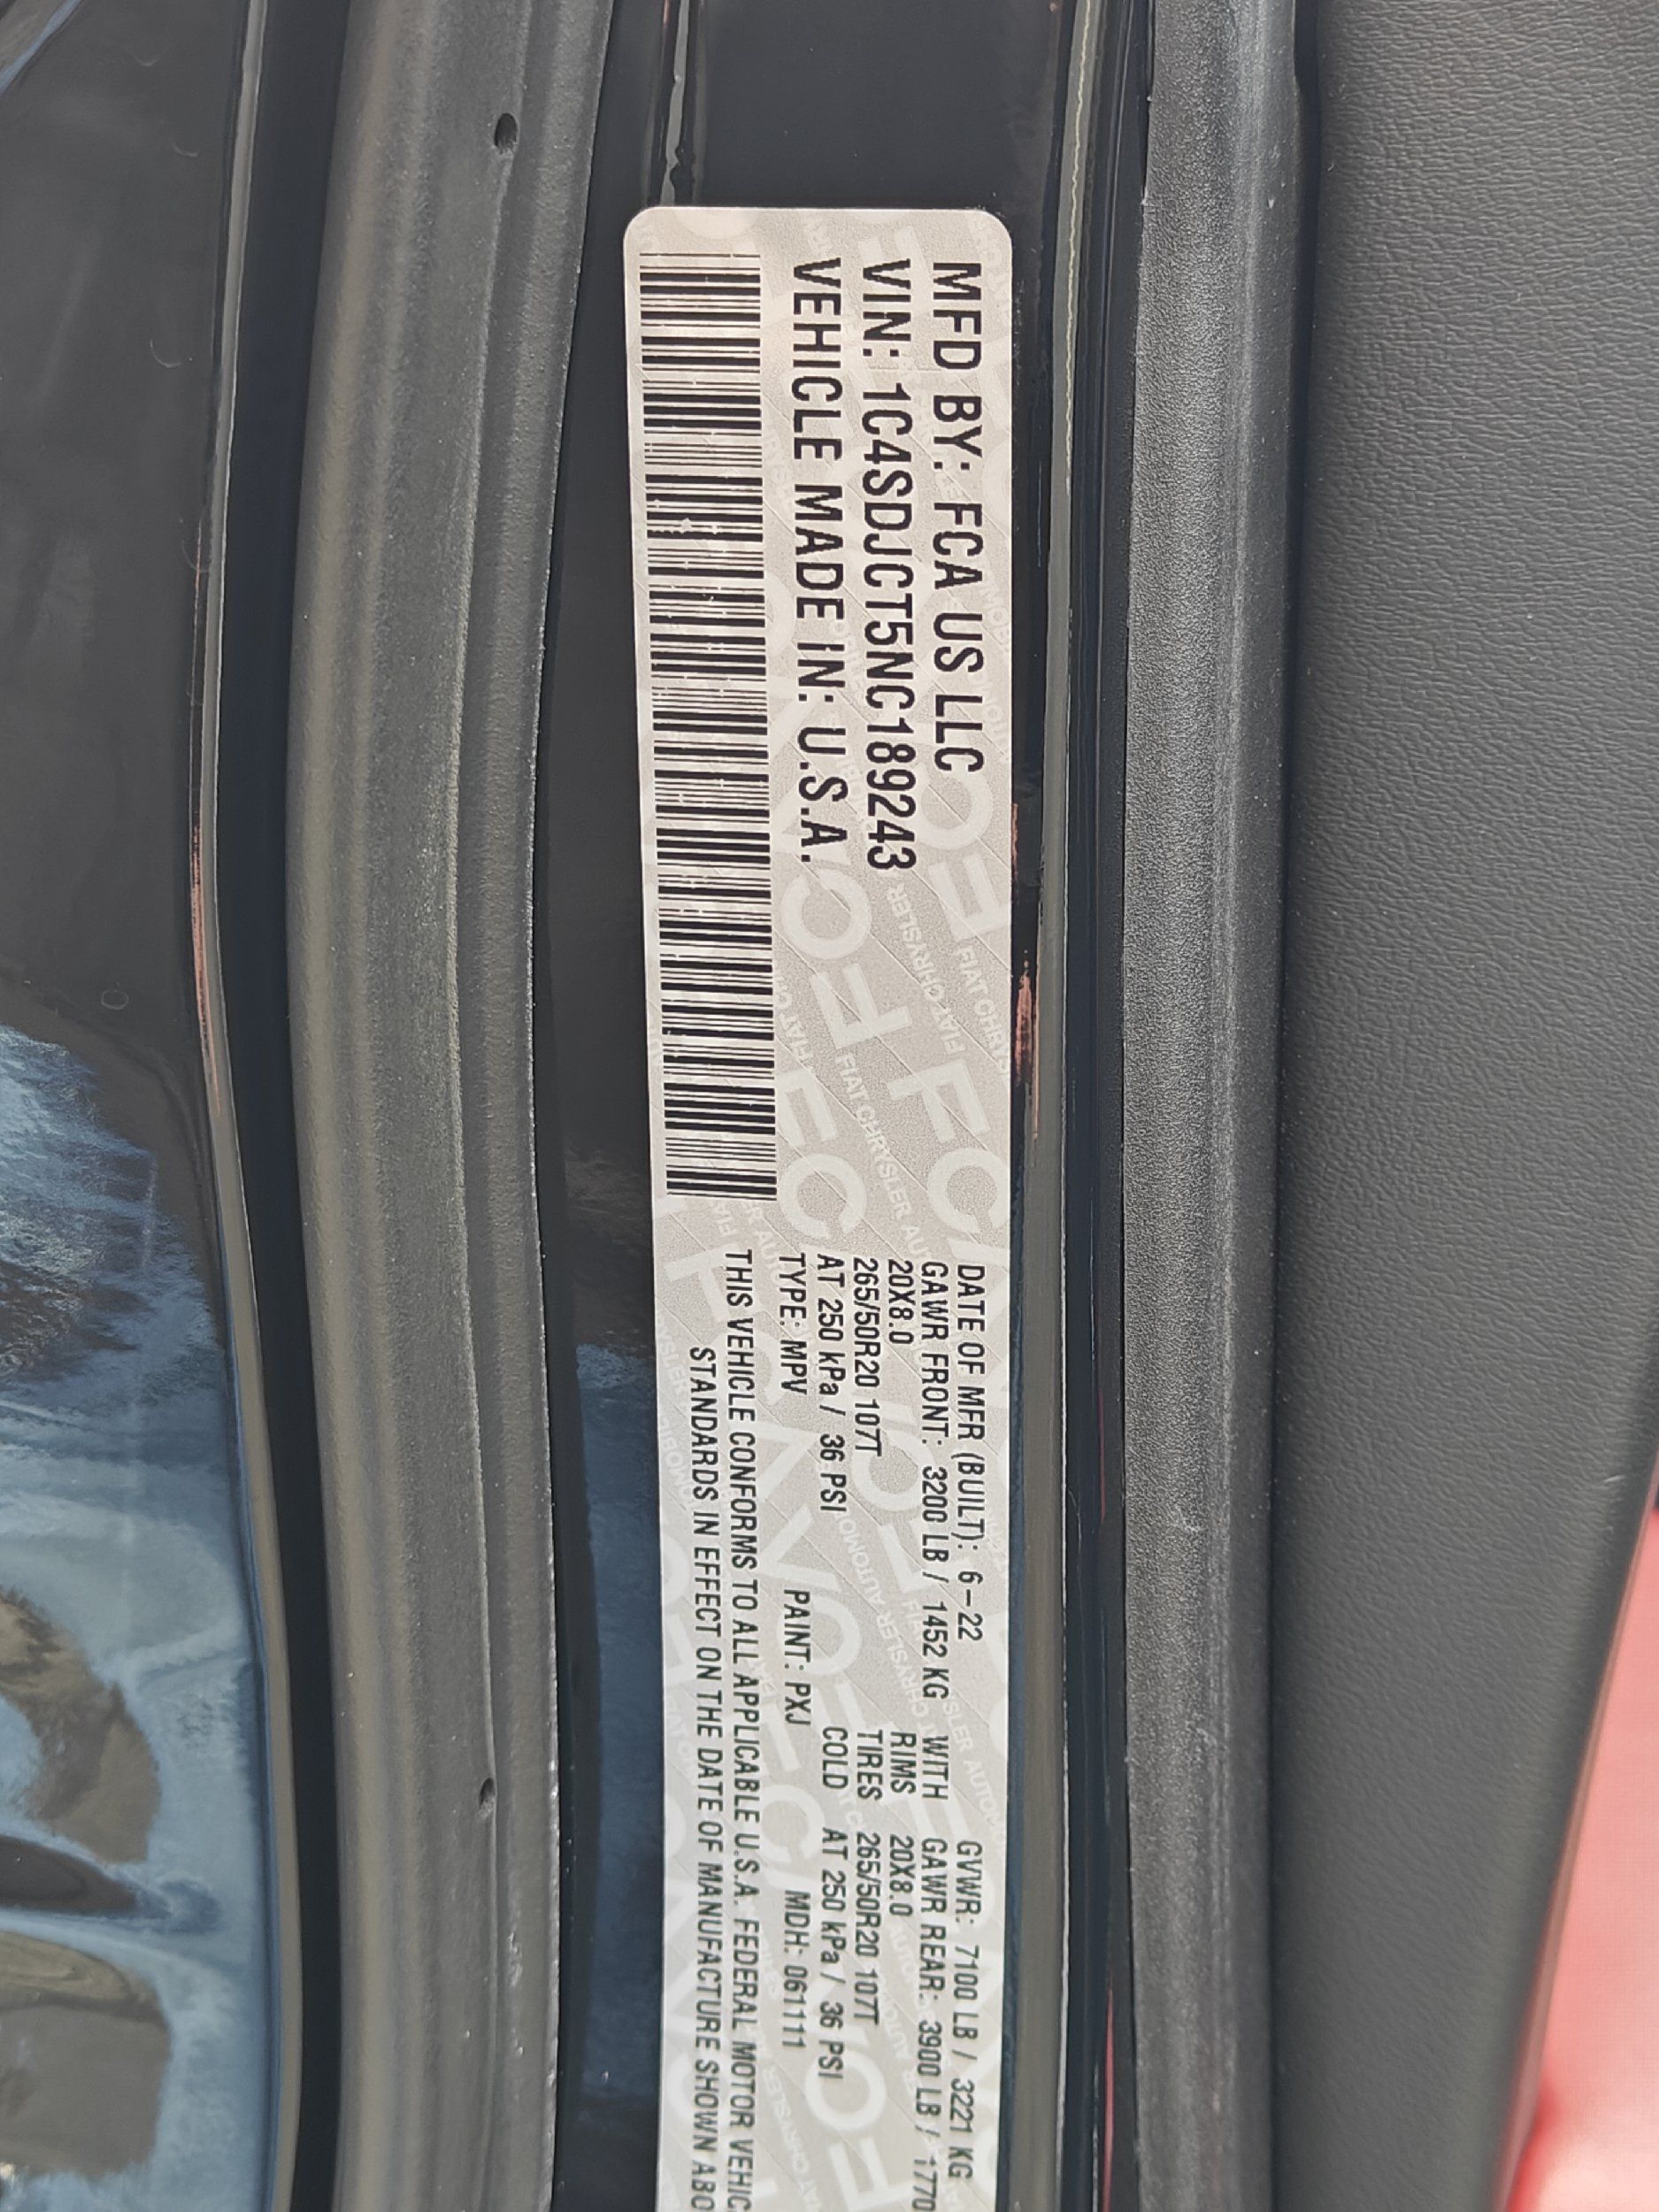 MFD BY: FCA US LLC
VIN: 1C4SDJCT5NC189243
VEHICLE MADE IN: U.S.A.
DATE OF MFR (BUILT): 6-22 GVWR: 7100 LB / 3221 KG
GAWR FRONT: 3200 LB / 1452 KG WITH GAWR REAR: 3900 LB / 1770
20X8.0 RIMS 20X8.0
265/50R20 107T TIRES 265/50R20 107T
AT 250 kPa / 36 PSI COLD AT 250 kPa / 36 PSI
TYPE: MPV PAINT: PXJ MDH: 061111
THIS VEHICLE CONFORMS TO ALL APPLICABLE U.S.A. FEDERAL MOTOR VEHIC
STANDARDS IN EFFECT ON THE DATE OF MANUFACTURE SHOWN ABO